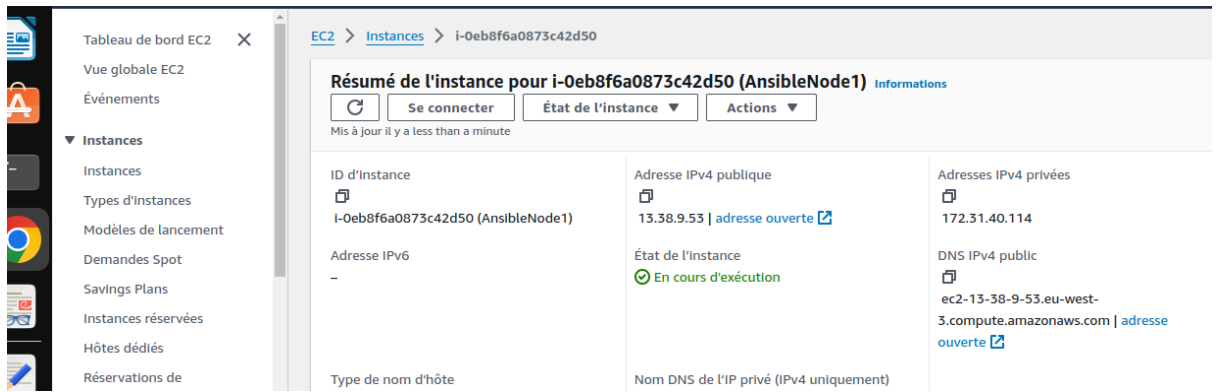 Tableau de bord EC2
Vue globale EC2
Événements
Instances
Instances
Types d'instances
Modèles de lancement
Demandes Spot
Savings Plans
Instances réservées
Hôtes dédiés
Réservations de
EC2 > Instances > i-0eb8f6a0873c42d50
Résumé de l'instance pour i-0eb8f6a0873c42d50 (AnsibleNode1) Informations
Se connecter État de l'instance ▼ Actions ▼
Mis à jour il y a less than a minute
ID d'instance
i-0eb8f6a0873c42d50 (AnsibleNode1)
Adresse IPv4 publique
13.38.9.53 | adresse ouverte
Adresses IPv4 privées
172.31.40.114
Adresse IPv6
–
État de l'instance
En cours d'exécution
DNS IPv4 public
ec2-13-38-9-53.eu-west-
3.compute.amazonaws.com | adresse
ouverte
Type de nom d'hôte
Nom DNS de l'IP privé (IPv4 uniquement)